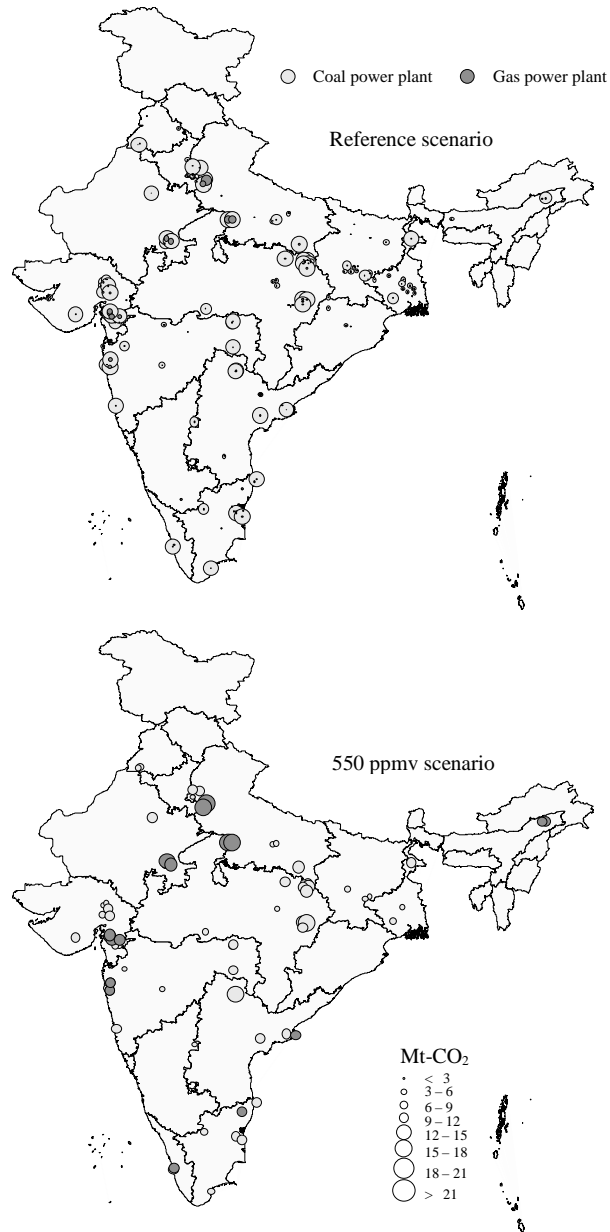 Coal power plant Gas power plant
Reference scenario
550 ppmv scenario
Mt-CO₂
< 3
3 – 6
6 – 9
9 – 12
12 – 15
15 – 18
18 – 21
> 21